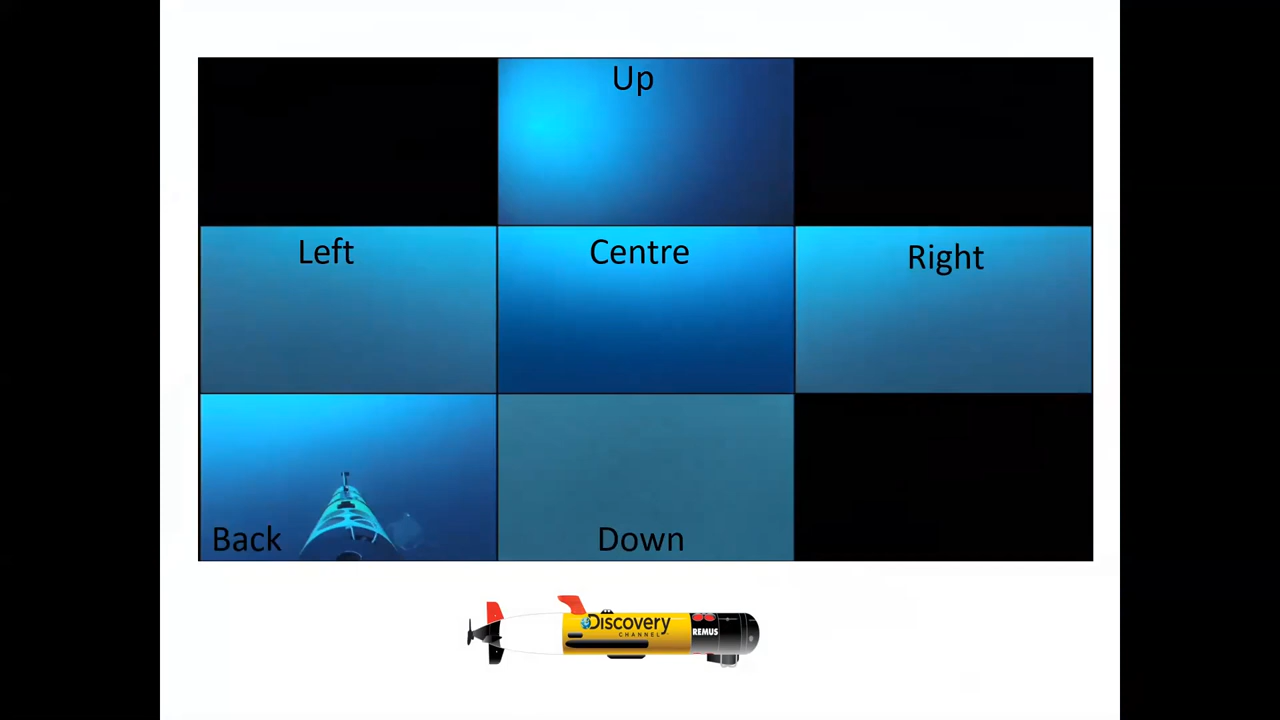 Up
Left
Centre
Right
Back
Down
Discovery
CHANNEL
REMUS